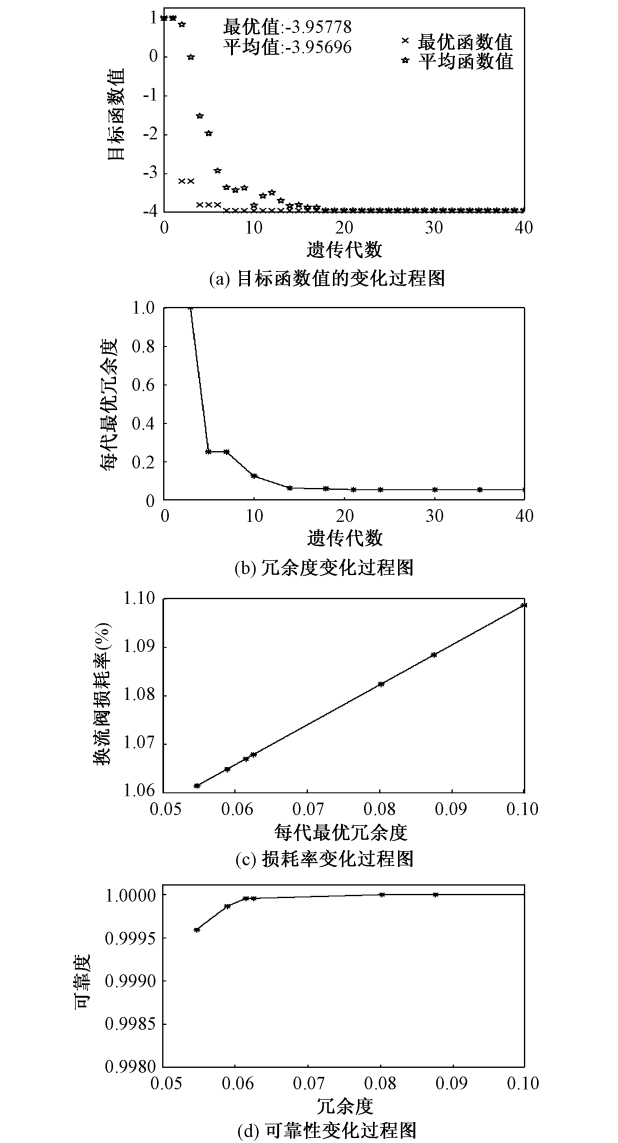 最优值:-3.95778
平均值:-3.95696
× 最优函数值
☆ 平均函数值
目标函数值
1
0
-1
-2
-3
-4
0 10 20 30 40
遗传代数
(a) 目标函数值的变化过程图
每代最优冗余度
1.0
0.8
0.6
0.4
0.2
0
0 10 20 30 40
遗传代数
(b) 冗余度变化过程图
换流阀损耗率(%)
1.10
1.09
1.08
1.07
1.06
0.05 0.06 0.07 0.08 0.09 0.10
每代最优冗余度
(c) 损耗率变化过程图
可靠度
1.0000
0.9995
0.9990
0.9985
0.9980
0.05 0.06 0.07 0.08 0.09 0.10
冗余度
(d) 可靠性变化过程图